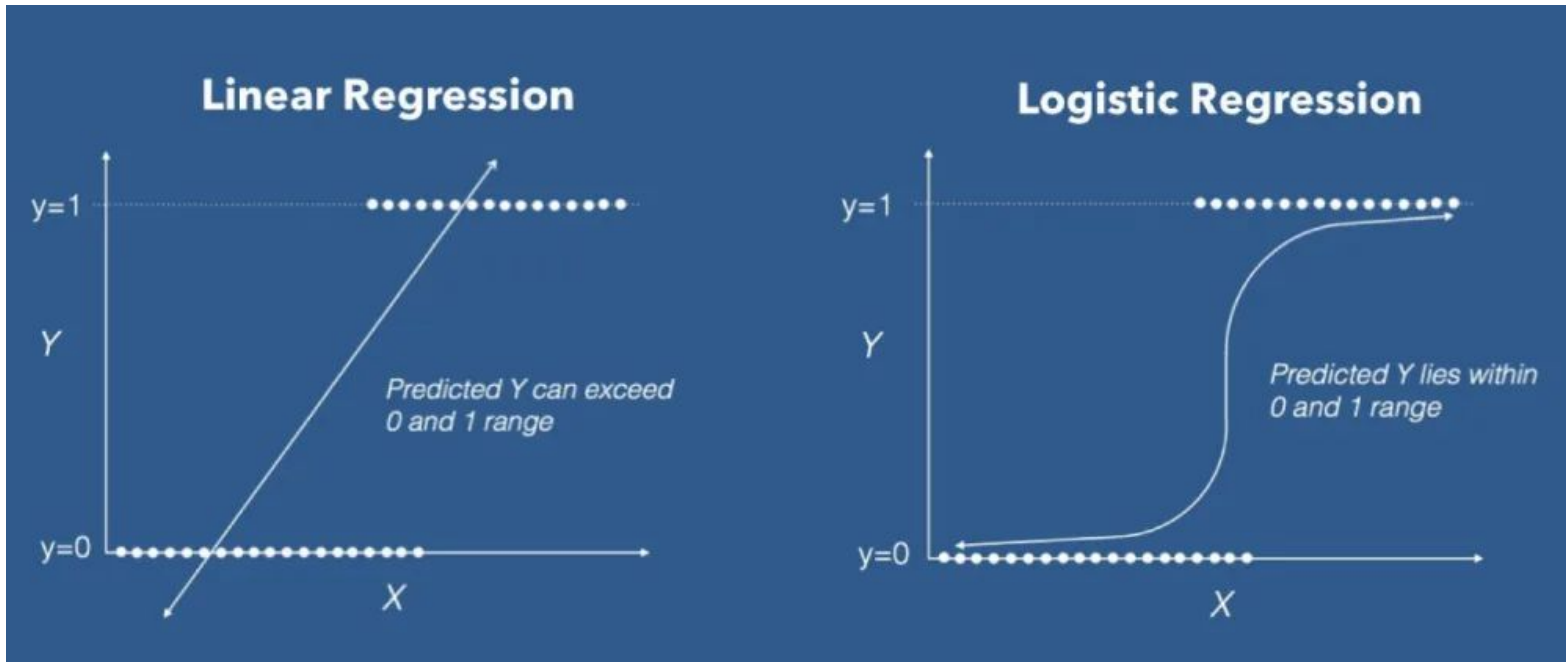 Linear Regression
y=1
Y
Predicted Y can exceed
0 and 1 range
y=0
X
Logistic Regression
y=1
Y
Predicted Y lies within
0 and 1 range
y=0
X